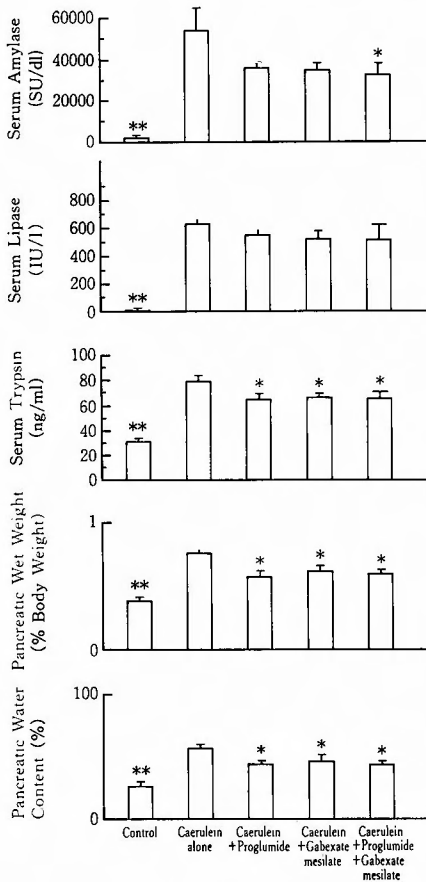 Serum Amylase
(SU/dl)
60000
40000
20000
0
**
*
Serum Lipase
(IU/l)
800
600
400
200
0
**
Serum Trypsin
(ng/ml)
100
80
60
40
20
0
**
*
*
*
Pancreatic Wet Weight
(% Body Weight)
1
0
**
*
*
*
Pancreatic Water
Content (%)
100
0
**
*
*
*
Control
Caerulein
alone
Caerulein
+Proglumide
Caerulein
+Gabexate
mesilate
Caerulein
+Proglumide
+Gabexate
mesilate